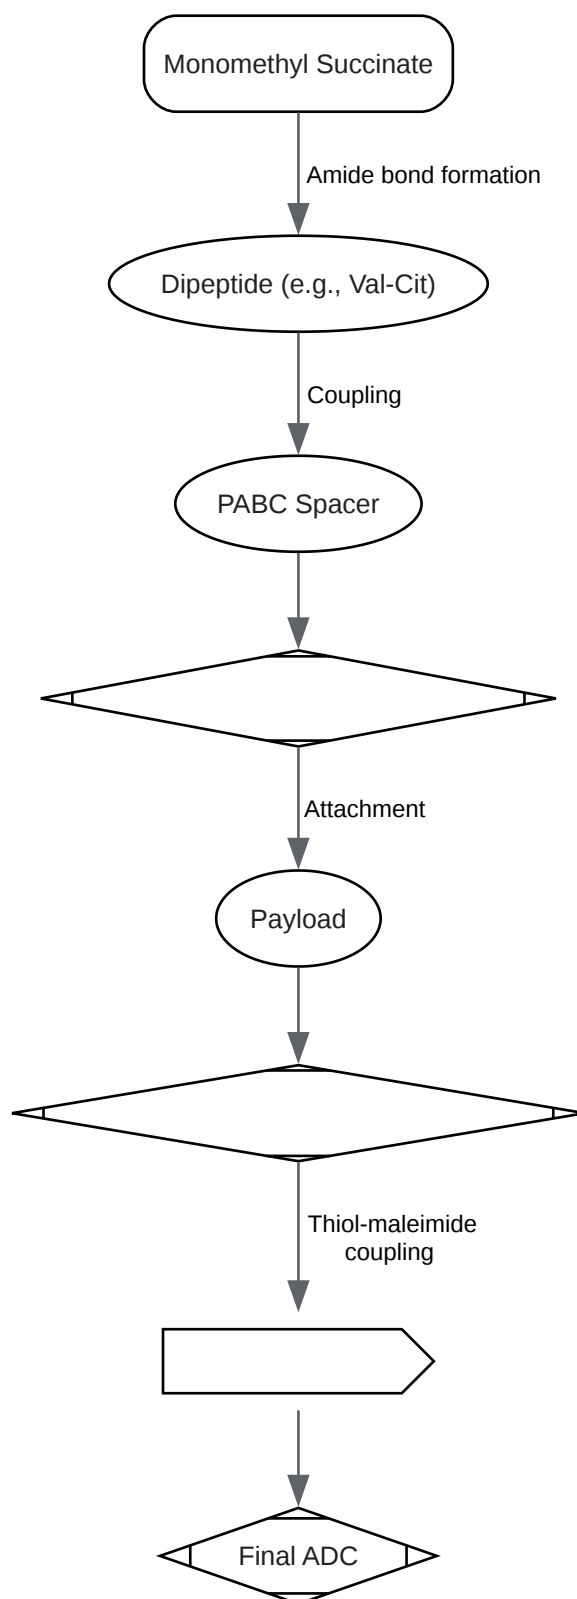 Monomethyl Succinate
Amide bond formation
Dipeptide (e.g., Val-Cit)
Coupling
PABC Spacer
Attachment
Payload
Thiol-maleimide
coupling
Final ADC